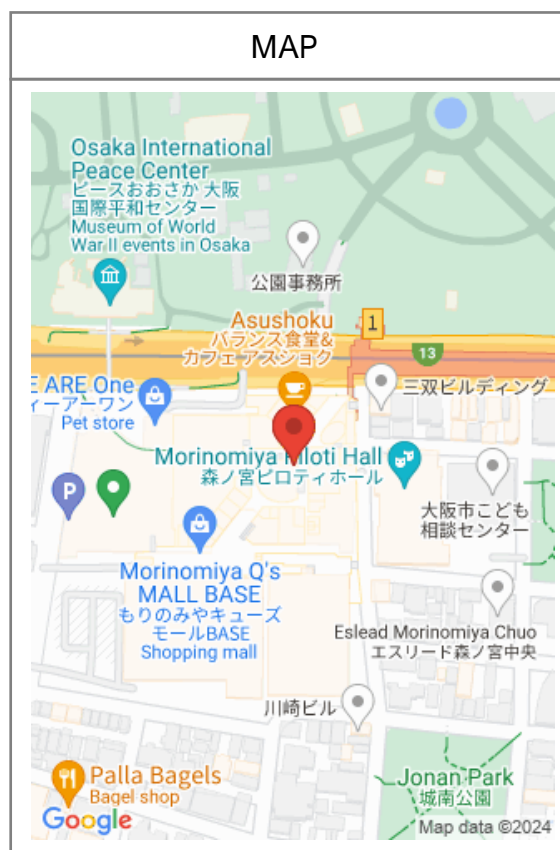 MAP
Osaka International
Peace Center
ピースおおさか 大阪
国際平和センター
Museum of World
War II events in Osaka
公園事務所
1
Asushoku
バランス食堂&
カフェ アスショク
13
E ARE One
ィーアーワン
Pet store
三双ビルディング
Morinomiya Piloti Hall
森ノ宮ピロティホール
P
大阪市こども
相談センター
Morinomiya Q's
MALL BASE
もりのみやキューズ
モールBASE
Shopping mall
Eslead Morinomiya Chuo
エスリード森ノ宮中央
川崎ビル
Palla Bagels
Bagel shop
Jonan Park
城南公園
Google
Map data ©2024